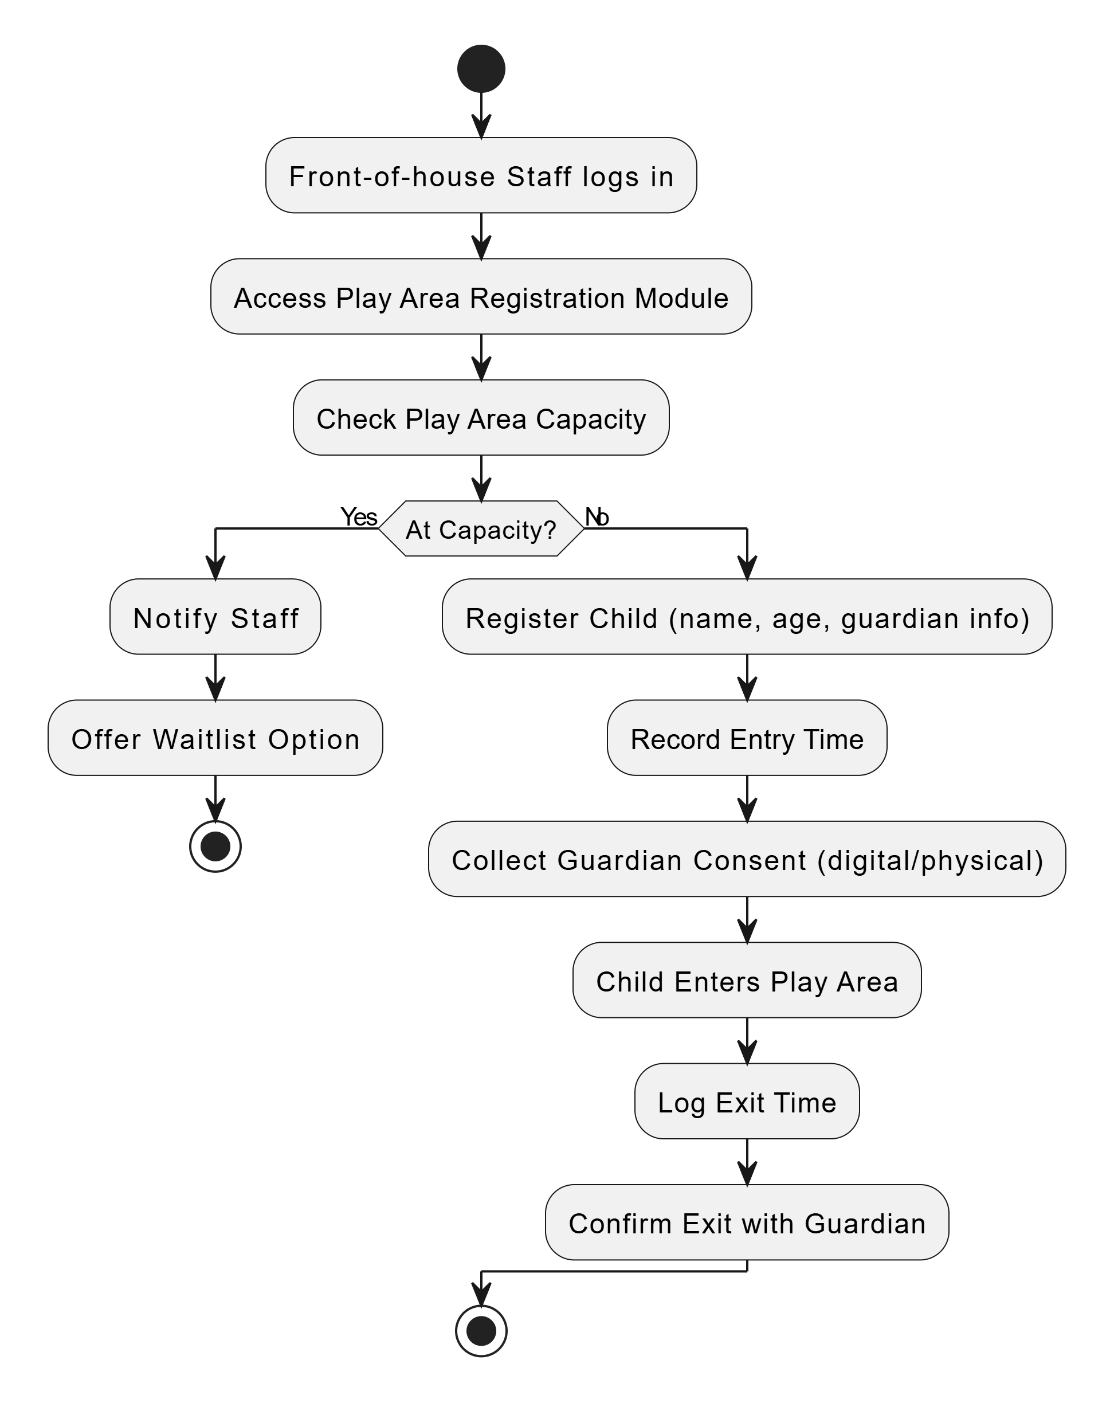 Front-of-house Staff logs in
Access Play Area Registration Module
Check Play Area Capacity
Yes
At Capacity?
No
Notify Staff
Register Child (name, age, guardian info)
Offer Waitlist Option
Record Entry Time
Collect Guardian Consent (digital/physical)
Child Enters Play Area
Log Exit Time
Confirm Exit with Guardian